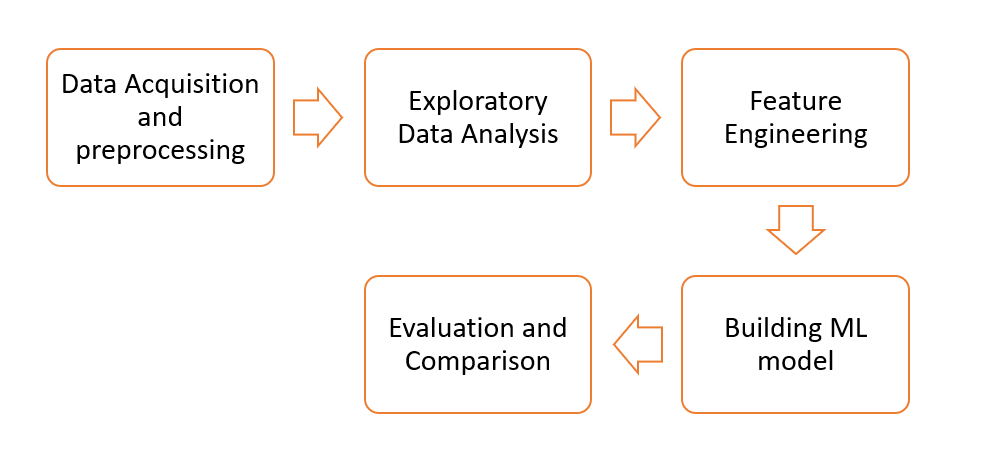 Data Acquisition
and
preprocessing
Exploratory
Data Analysis
Feature
Engineering
Building ML
model
Evaluation and
Comparison